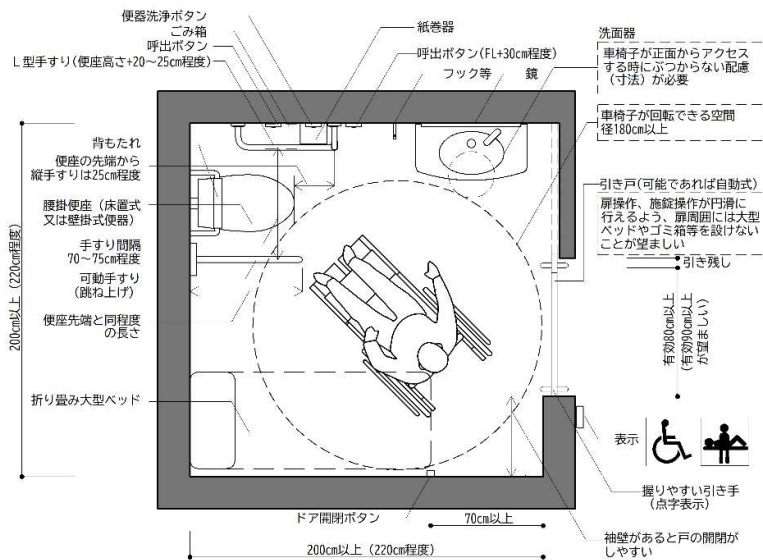 便器洗浄ボタン
ごみ箱
呼出ボタン
L型手すり(便座高さ+20～25cm程度)
紙巻器
呼出ボタン(FL+30cm程度)
フック等
鏡
洗面器
車椅子が正面からアクセス
する時にぶつからない配慮
(寸法)が必要
車椅子が回転できる空間
径180cm以上
引き戸(可能であれば自動式)
扉操作、施錠操作が円滑に
行えるよう、扉周囲には大型
ベッドやゴミ箱等を設けない
ことが望ましい
引き残し
有効80cm以上
(有効90cm以上
が望ましい)
背もたれ
便座の先端から
縦手すりは25cm程度
腰掛便座(床置式
又は壁掛式便器)
手すり間隔
70～75cm程度
可動手すり
(跳ね上げ)
便座先端と同程度
の長さ
200cm以上(220cm程度)
折り畳み大型ベッド
表示
握りやすい引き手
(点字表示)
ドア開閉ボタン
70cm以上
袖壁があると戸の開閉が
しやすい
200cm以上(220cm程度)